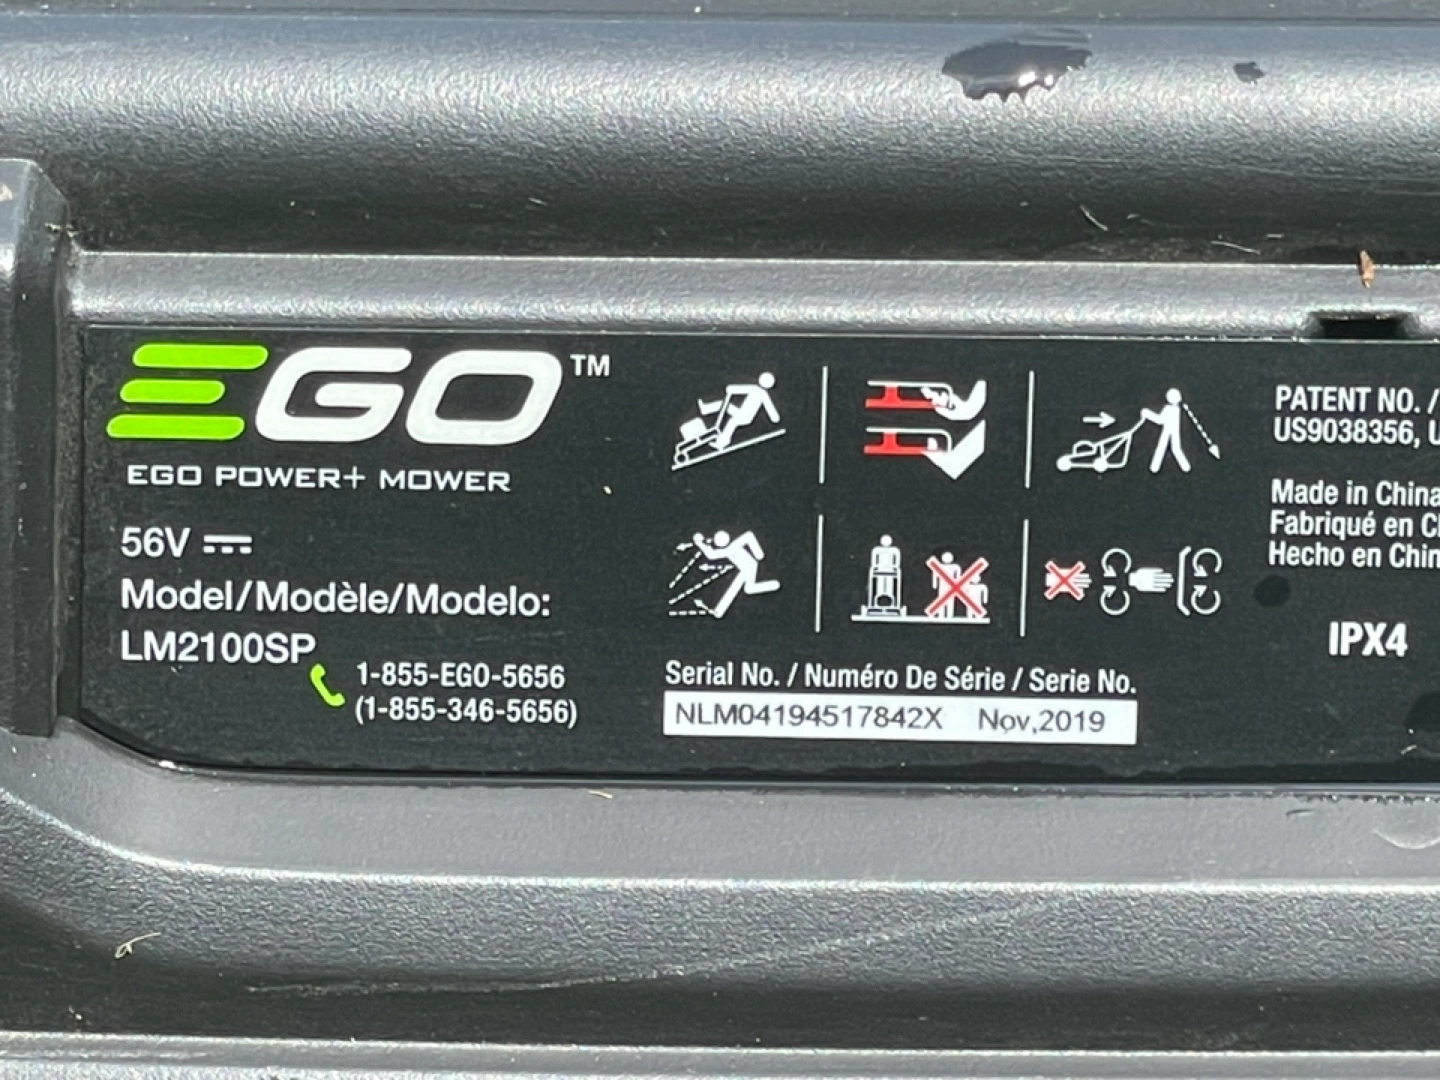 EGO™
EGO POWER+ MOWER
56V
Model/Modèle/Modelo:
LM2100SP
1-855-EGO-5656
(1-855-346-5656)
Serial No. / Numéro De Série / Serie No.
NLM04194517842X Nov,2019
PATENT NO. /
US9038356,
Made in China
Fabriqué en
Hecho en Chin
IPX4